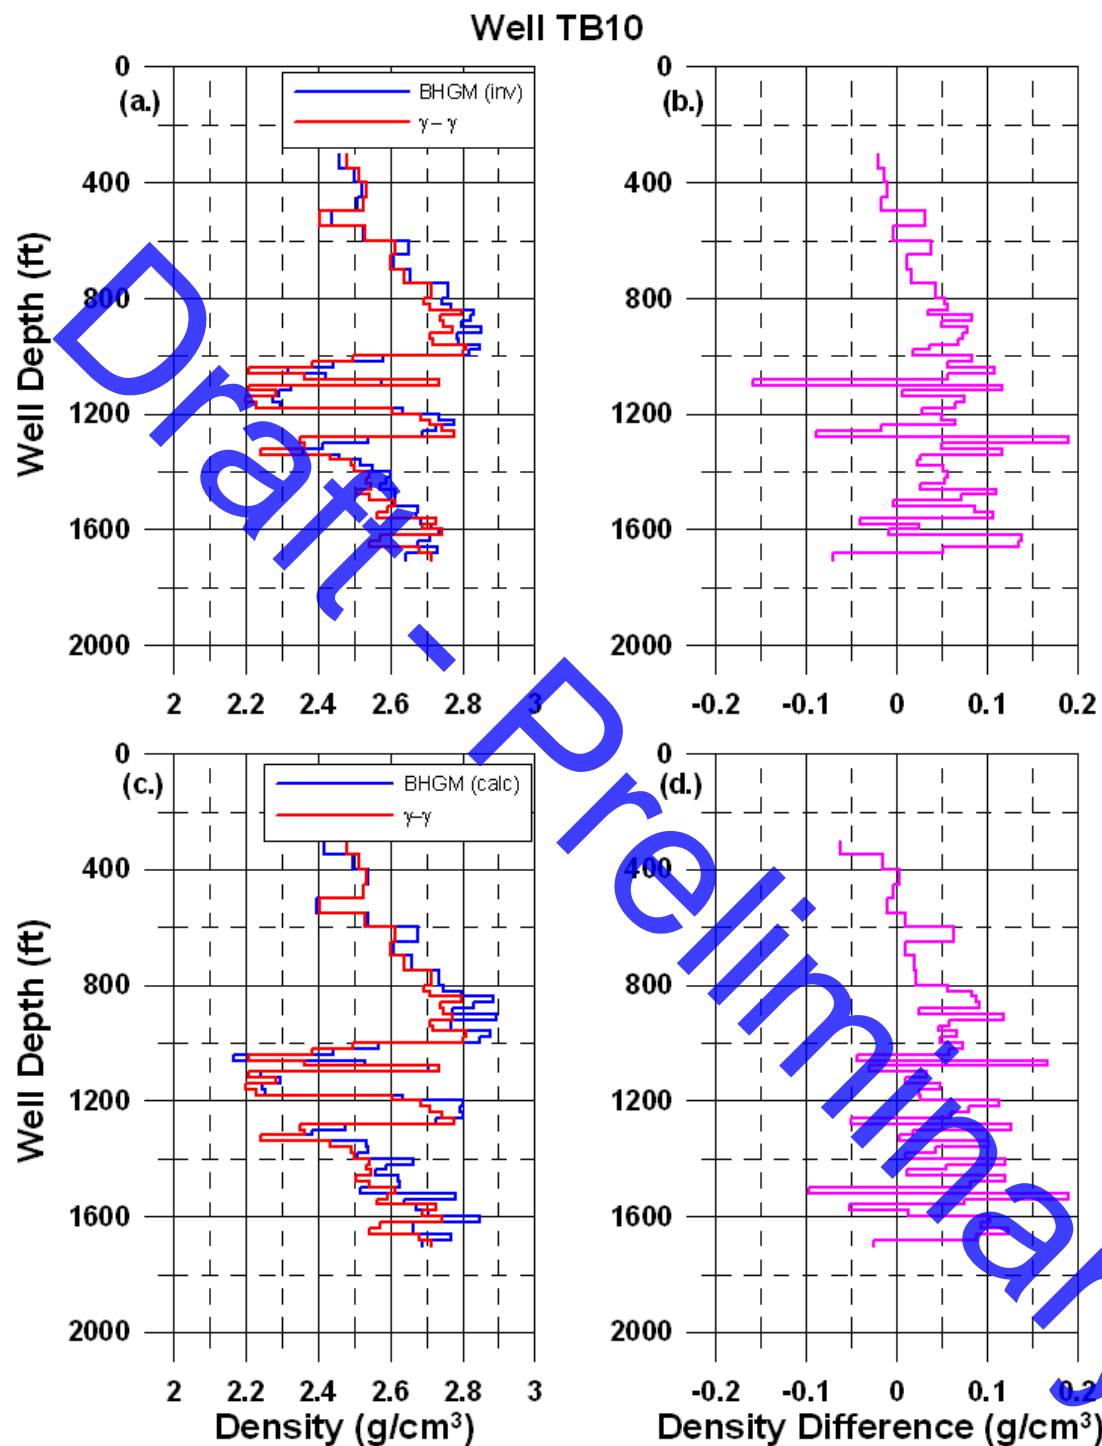 Well TB10
(a.)
BHGM (inv)
γ – γ
0
400
800
1200
1600
2000
Well Depth (ft)
2 2.2 2.4 2.6 2.8 3
(b.)
0
400
800
1200
1600
2000
-0.2 -0.1 0 0.1 0.2
(c.)
BHGM (calc)
γ–γ
0
400
800
1200
1600
2000
Well Depth (ft)
2 2.2 2.4 2.6 2.8 3
Density (g/cm³)
(d.)
0
400
800
1200
1600
2000
-0.2 -0.1 0 0.1 0.2
Density Difference (g/cm³)
Draft - Preliminary